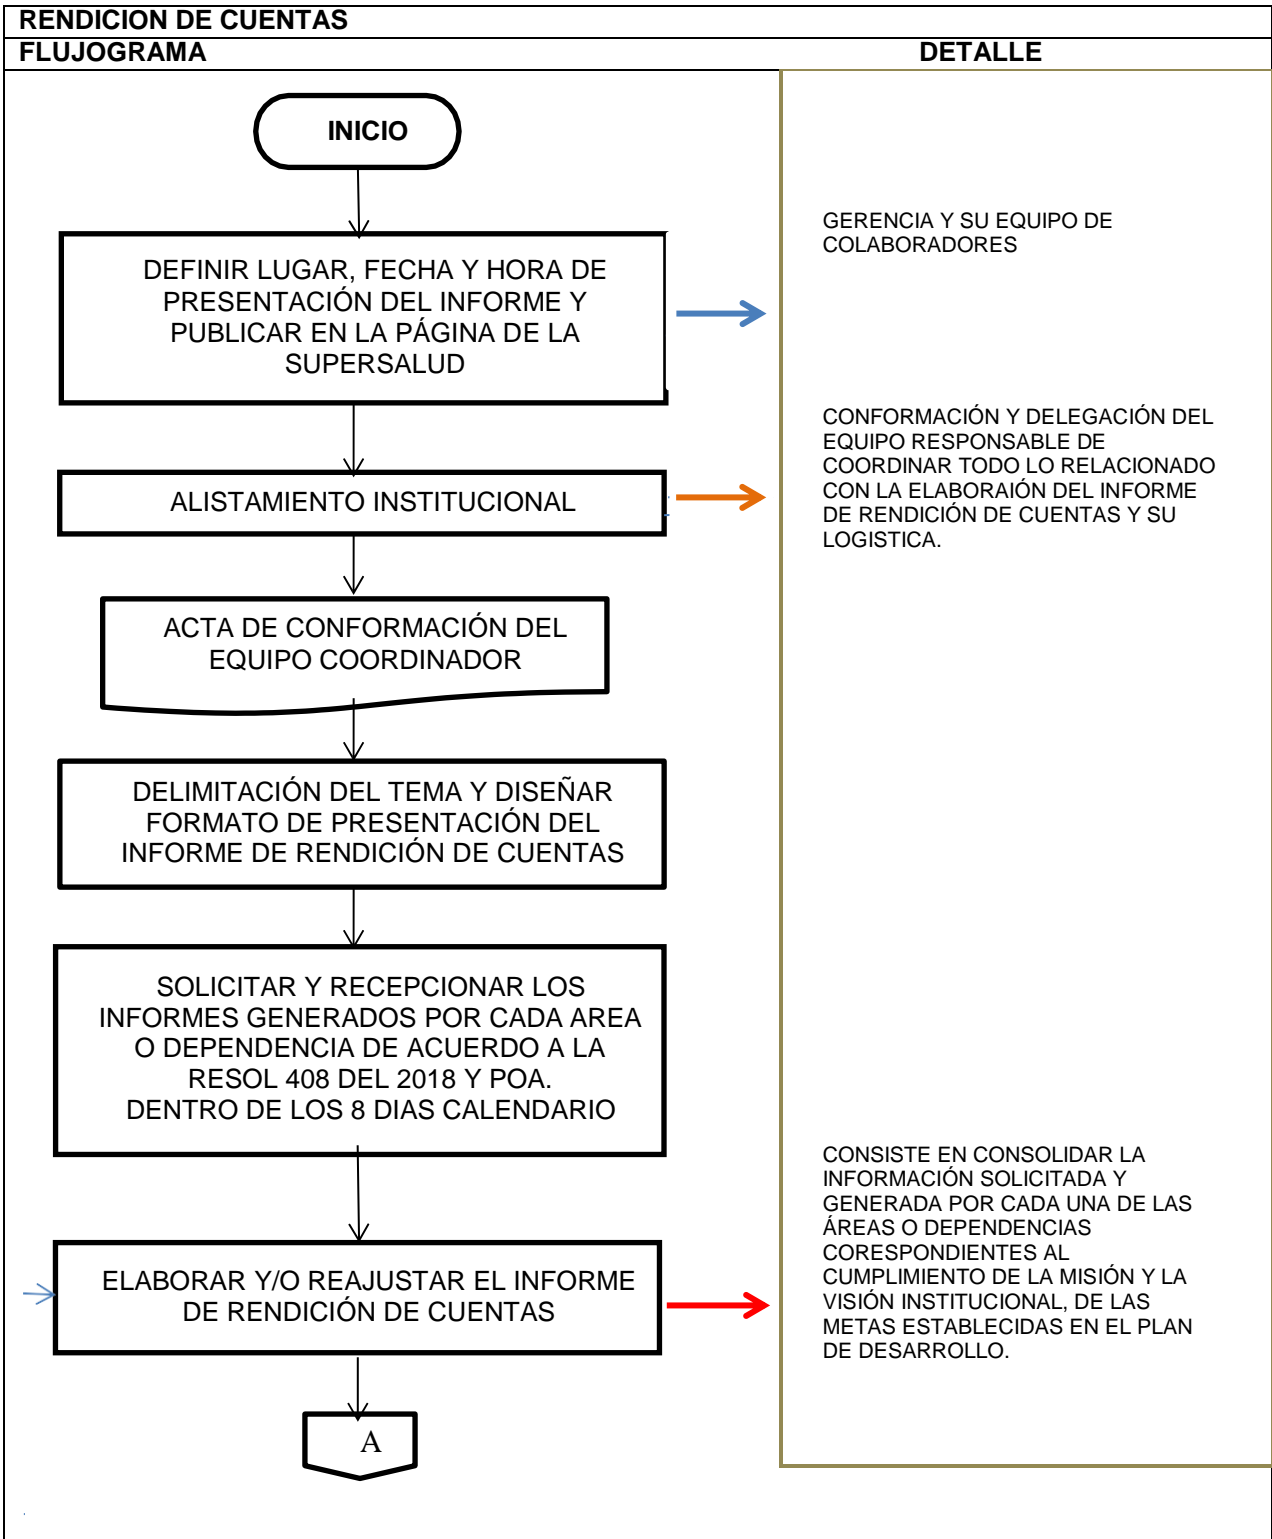 RENDICION DE CUENTAS
FLUJOGRAMA
DETALLE
INICIO
DEFINIR LUGAR, FECHA Y HORA DE
PRESENTACIÓN DEL INFORME Y
PUBLICAR EN LA PÁGINA DE LA
SUPERSALUD
GERENCIA Y SU EQUIPO DE
COLABORADORES
ALISTAMIENTO INSTITUCIONAL
CONFORMACIÓN Y DELEGACIÓN DEL
EQUIPO RESPONSABLE DE
COORDINAR TODO LO RELACIONADO
CON LA ELABORAIÓN DEL INFORME
DE RENDICIÓN DE CUENTAS Y SU
LOGISTICA.
ACTA DE CONFORMACIÓN DEL
EQUIPO COORDINADOR
DELIMITACIÓN DEL TEMA Y DISEÑAR
FORMATO DE PRESENTACIÓN DEL
INFORME DE RENDICIÓN DE CUENTAS
SOLICITAR Y RECEPCIONAR LOS
INFORMES GENERADOS POR CADA AREA
O DEPENDENCIA DE ACUERDO A LA
RESOL 408 DEL 2018 Y POA.
DENTRO DE LOS 8 DIAS CALENDARIO
ELABORAR Y/O REAJUSTAR EL INFORME
DE RENDICIÓN DE CUENTAS
CONSISTE EN CONSOLIDAR LA
INFORMACIÓN SOLICITADA Y
GENERADA POR CADA UNA DE LAS
ÁREAS O DEPENDENCIAS
CORESPONDIENTES AL
CUMPLIMIENTO DE LA MISIÓN Y LA
VISIÓN INSTITUCIONAL, DE LAS
METAS ESTABLECIDAS EN EL PLAN
DE DESARROLLO.
A